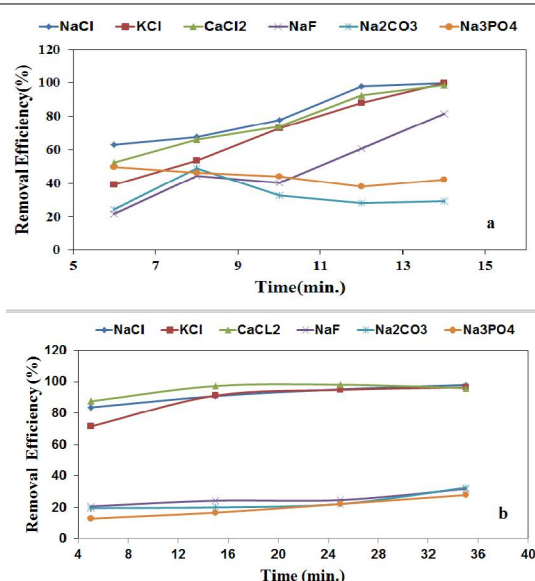 NaCl KCl CaCl2 NaF Na2CO3 Na3PO4
120
100
80
60
40
20
0
Removal Efficiency(%)
a
5 7 9 11 13 15
Time(min.)
NaCl KCl CaCL2 NaF Na2CO3 Na3PO4
120
100
80
60
40
20
0
Removal Efficiency (%)
b
4 8 12 16 20 24 28 32 36 40
Time (min.)